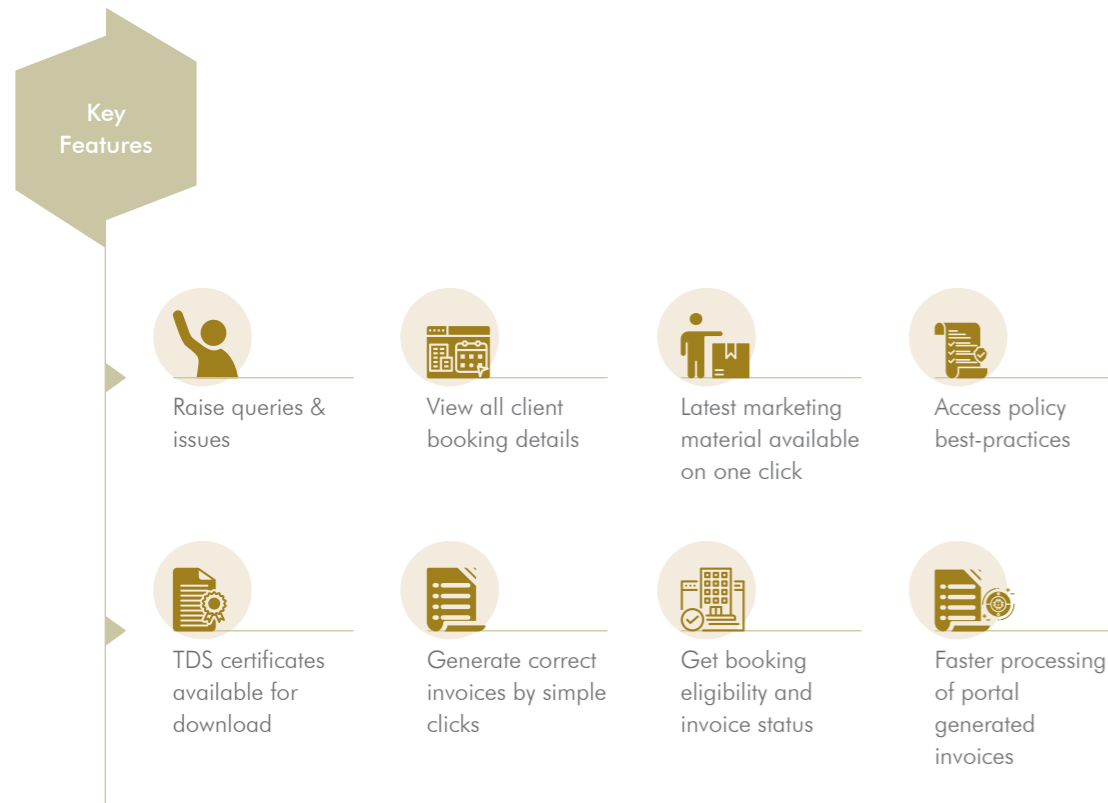 Key
Features
Raise queries &
issues
View all client
booking details
Latest marketing
material available
on one click
Access policy
best-practices
TDS certificates
available for
download
Generate correct
invoices by simple
clicks
Get booking
eligibility and
invoice status
Faster processing
of portal
generated
invoices